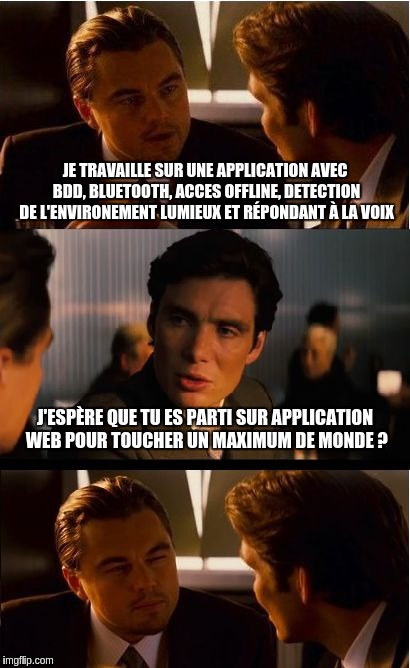 JE TRAVAILLE SUR UNE APPLICATION AVEC
BDD, BLUETOOTH, ACCES OFFLINE, DETECTION
DE L'ENVIRONEMENT LUMIEUX ET RÉPONDANT À LA VOIX
J'ESPÈRE QUE TU ES PARTI SUR APPLICATION
WEB POUR TOUCHER UN MAXIMUM DE MONDE ?
imgflip.com